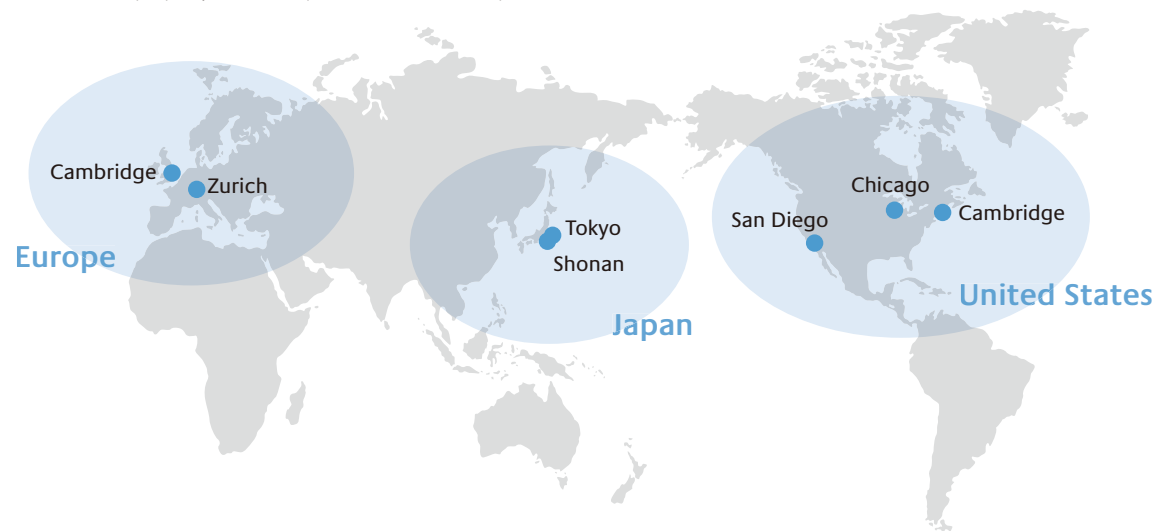 Cambridge
Zurich
Europe
Tokyo
Shonan
Japan
Chicago
San Diego
Cambridge
United States